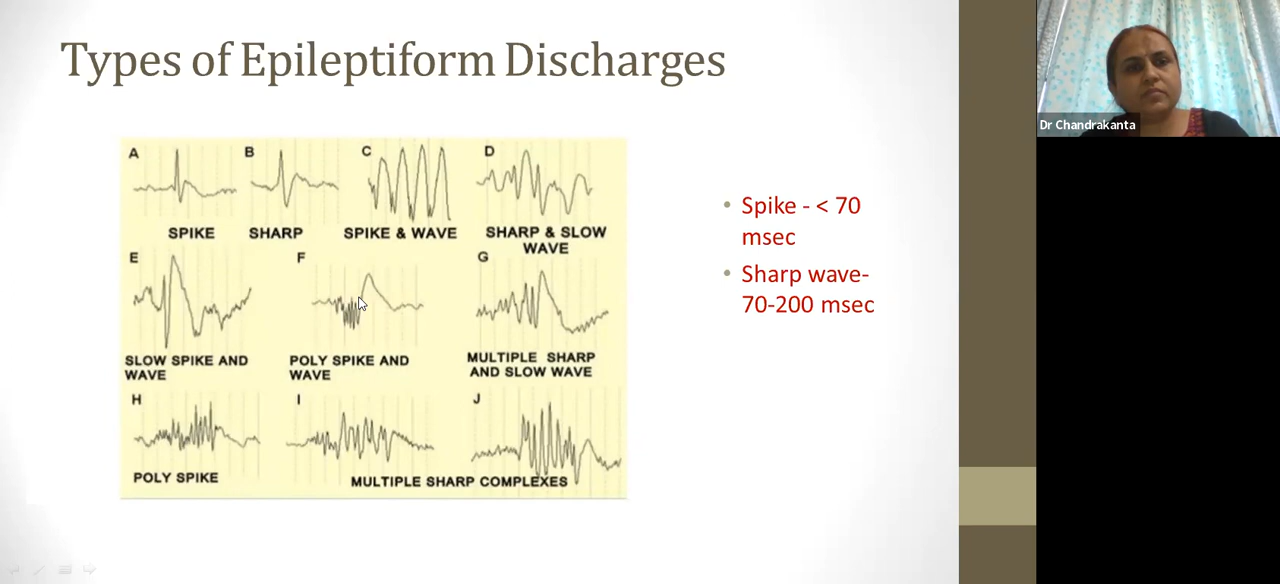 Types of Epileptiform Discharges
Dr Chandrakanta
A
B
C
D
SPIKE
SHARP
SPIKE & WAVE
SHARP & SLOW
WAVE
E
F
G
SLOW SPIKE AND
WAVE
POLY SPIKE AND
WAVE
MULTIPLE SHARP
AND SLOW WAVE
H
I
J
POLY SPIKE
MULTIPLE SHARP COMPLEXES
• Spike - < 70
msec
• Sharp wave-
70-200 msec